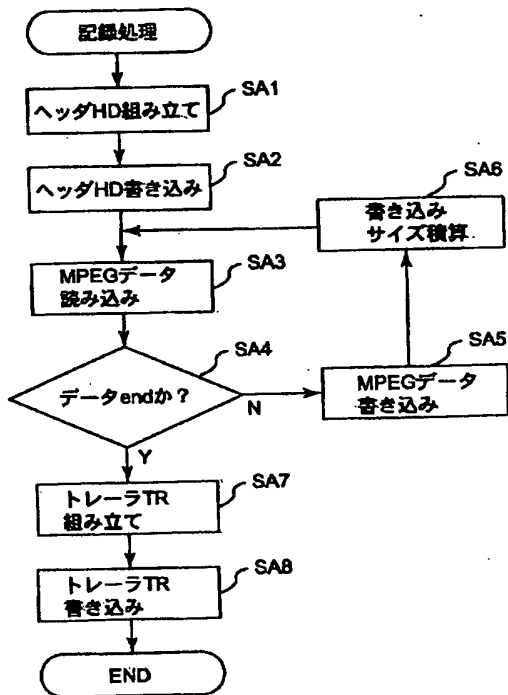 記録処理
SA1
ヘッダHD組み立て
SA2
ヘッダHD書き込み
SA6
書き込み
サイズ積算
SA3
MPEGデータ
読み込み
SA4
データendか?
N
SA5
MPEGデータ
書き込み
Y
SA7
トレーラTR
組み立て
SA8
トレーラTR
書き込み
END